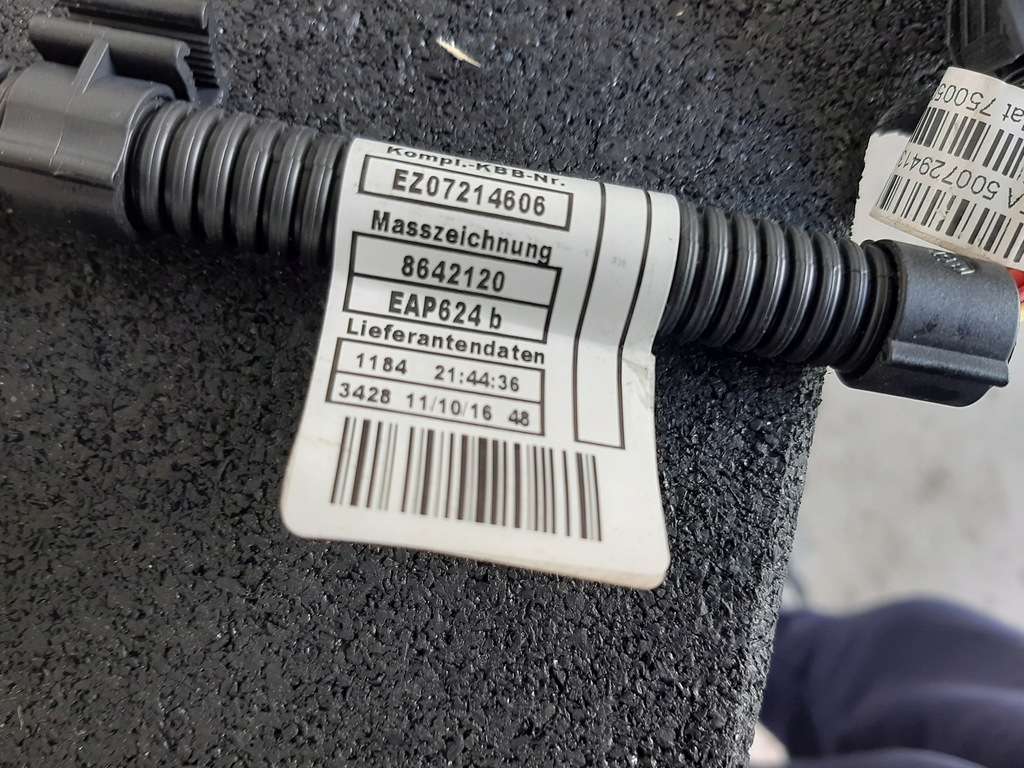 Kompl.-KBB-Nr.
EZ07214606
Masszeichnung
8642120
EAP624 b
Lieferantendaten
1184 21:44:36
3428 11/10/16 48